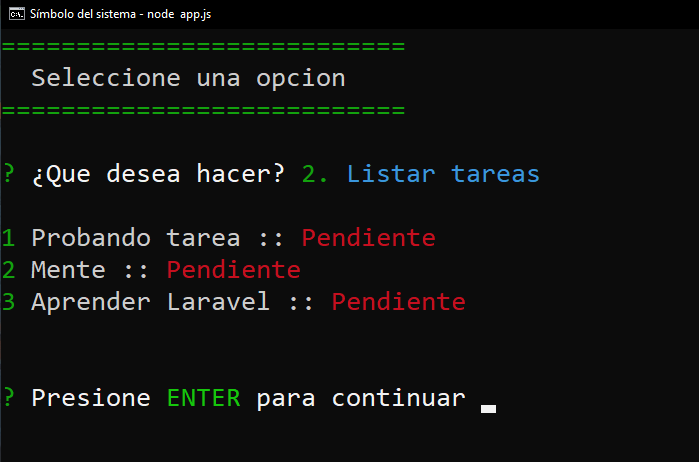 Símbolo del sistema - node app.js
===========================
Seleccione una opcion
===========================
? ¿Que desea hacer? 2. Listar tareas
1 Probando tarea :: Pendiente
2 Mente :: Pendiente
3 Aprender Laravel :: Pendiente
? Presione ENTER para continuar